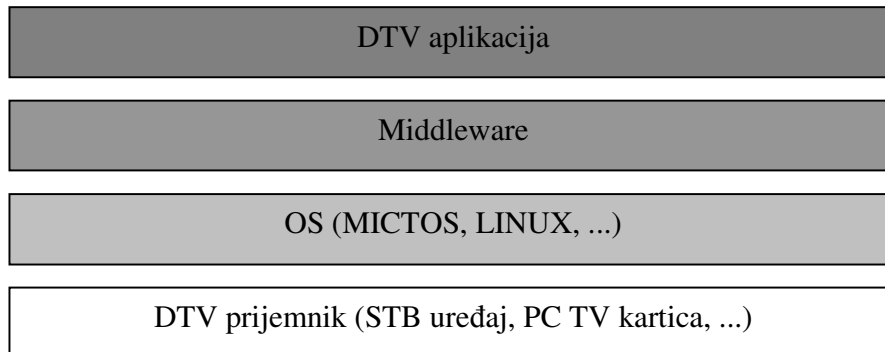 DTV aplikacija
Middleware
OS (MICTOS, LINUX, ...)
DTV prijemnik (STB uređaj, PC TV kartica, ...)